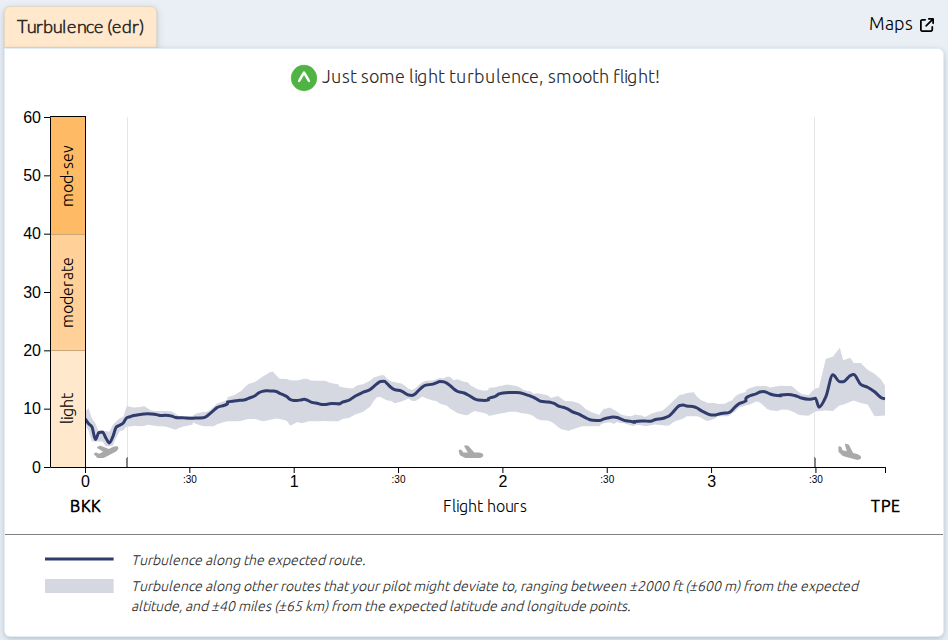 Turbulence (edr)
Maps
Just some light turbulence, smooth flight!
60
50
40
30
20
10
0
mod-sev
moderate
light
0 :30 1 :30 2 :30 3 :30
BKK Flight hours TPE
Turbulence along the expected route.
Turbulence along other routes that your pilot might deviate to, ranging between ±2000 ft (±600 m) from the expected
altitude, and ±40 miles (±65 km) from the expected latitude and longitude points.